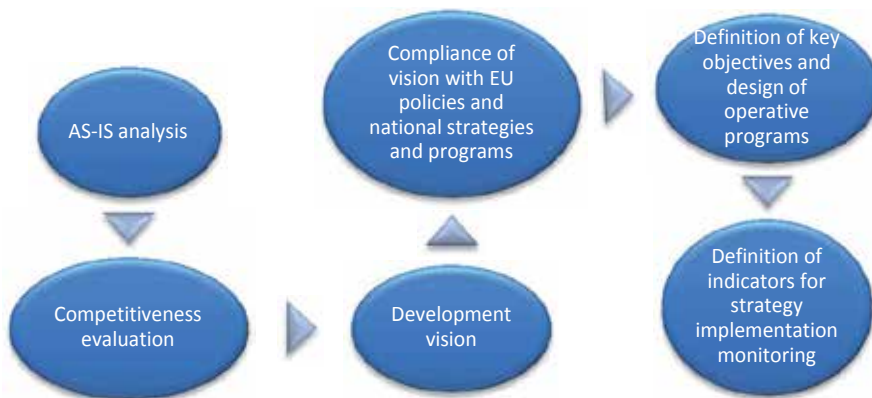 AS-IS analysis
Competitiveness
evaluation
Development
vision
Compliance of
vision with EU
policies and
national strategies
and programs
Definition of key
objectives and
design of
operative
programs
Definition of
indicators for
strategy
implementation
monitoring